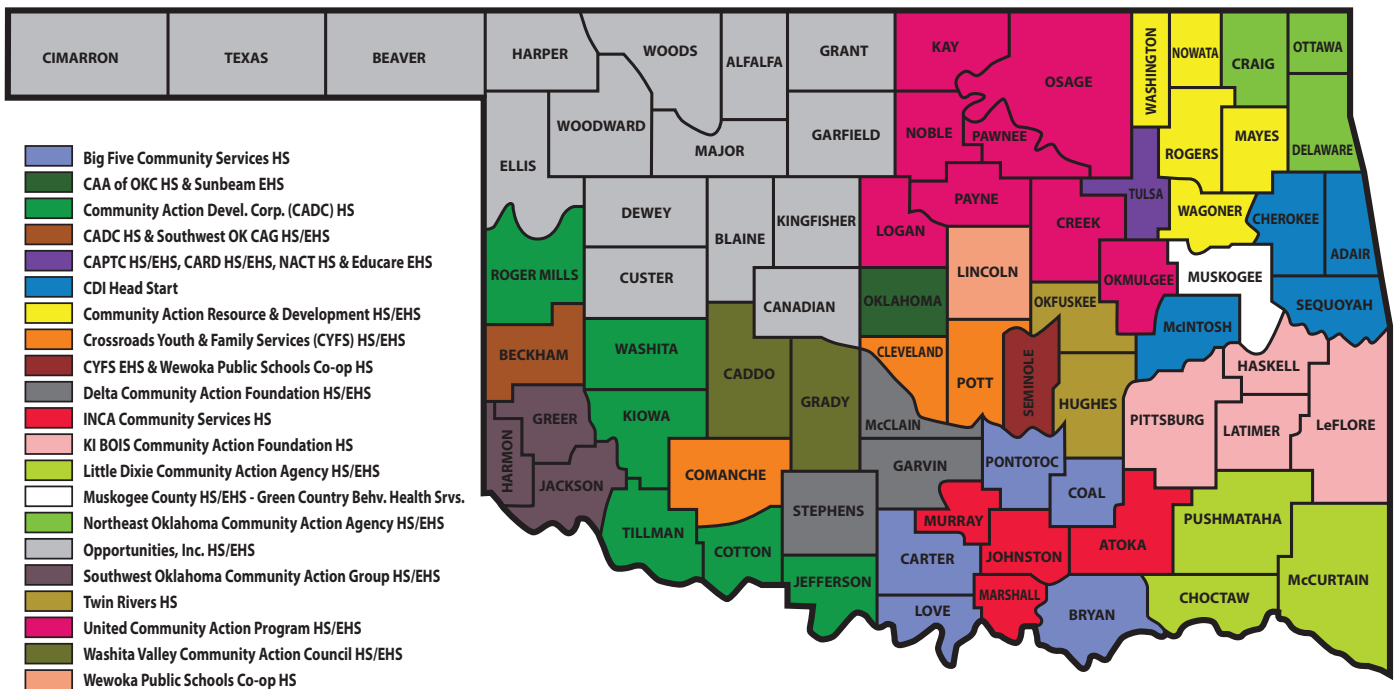 CIMARRON
TEXAS
BEAVER
HARPER
WOODS
ALFALFA
GRANT
KAY
OSAGE
WASHINGTON
NOWATA
CRAIG
OTTAWA
ELLIS
WOODWARD
MAJOR
GARFIELD
NOBLE
PAWNEE
ROGERS
MAYES
DELAWARE
DEWEY
BLAINE
KINGFISHER
LOGAN
PAYNE
CREEK
TULSA
WAGONER
CHEROKEE
ADAIR
ROGER MILLS
CUSTER
CANADIAN
OKLAHOMA
LINCOLN
OKFUSKEE
OKMULGEE
MUSKOGEE
McINTOSH
SEQUOYAH
BECKHAM
WASHITA
CADDO
GRADY
CLEVELAND
McCLAIN
POTT
SEMINOLE
HUGHES
PITTSBURG
HASKELL
LATIMER
LeFLORE
HARMON
GREER
KIOWA
JACKSON
COMANCHE
TILLMAN
COTTON
STEPHENS
JEFFERSON
GARVIN
PONTOTOC
COAL
MURRAY
CARTER
LOVE
JOHNSTON
MARSHALL
ATOKA
BRYAN
PUSHMATAHA
CHOCTAW
McCURTAIN
Big Five Community Services HS
CAA of OKC HS & Sunbeam EHS
Community Action Devel. Corp. (CADC) HS
CADC HS & Southwest OK CAG HS/EHS
CAPTC HS/EHS, CARD HS/EHS, NACT HS & Educare EHS
CDI Head Start
Community Action Resource & Development HS/EHS
Crossroads Youth & Family Services (CYFS) HS/EHS
CYFS EHS & Wewoka Public Schools Co-op HS
Delta Community Action Foundation HS/EHS
INCA Community Services HS
KI BOIS Community Action Foundation HS
Little Dixie Community Action Agency HS/EHS
Muskogee County HS/EHS - Green Country Behv. Health Srvs.
Northeast Oklahoma Community Action Agency HS/EHS
Opportunities, Inc. HS/EHS
Southwest Oklahoma Community Action Group HS/EHS
Twin Rivers HS
United Community Action Program HS/EHS
Washita Valley Community Action Council HS/EHS
Wewoka Public Schools Co-op HS